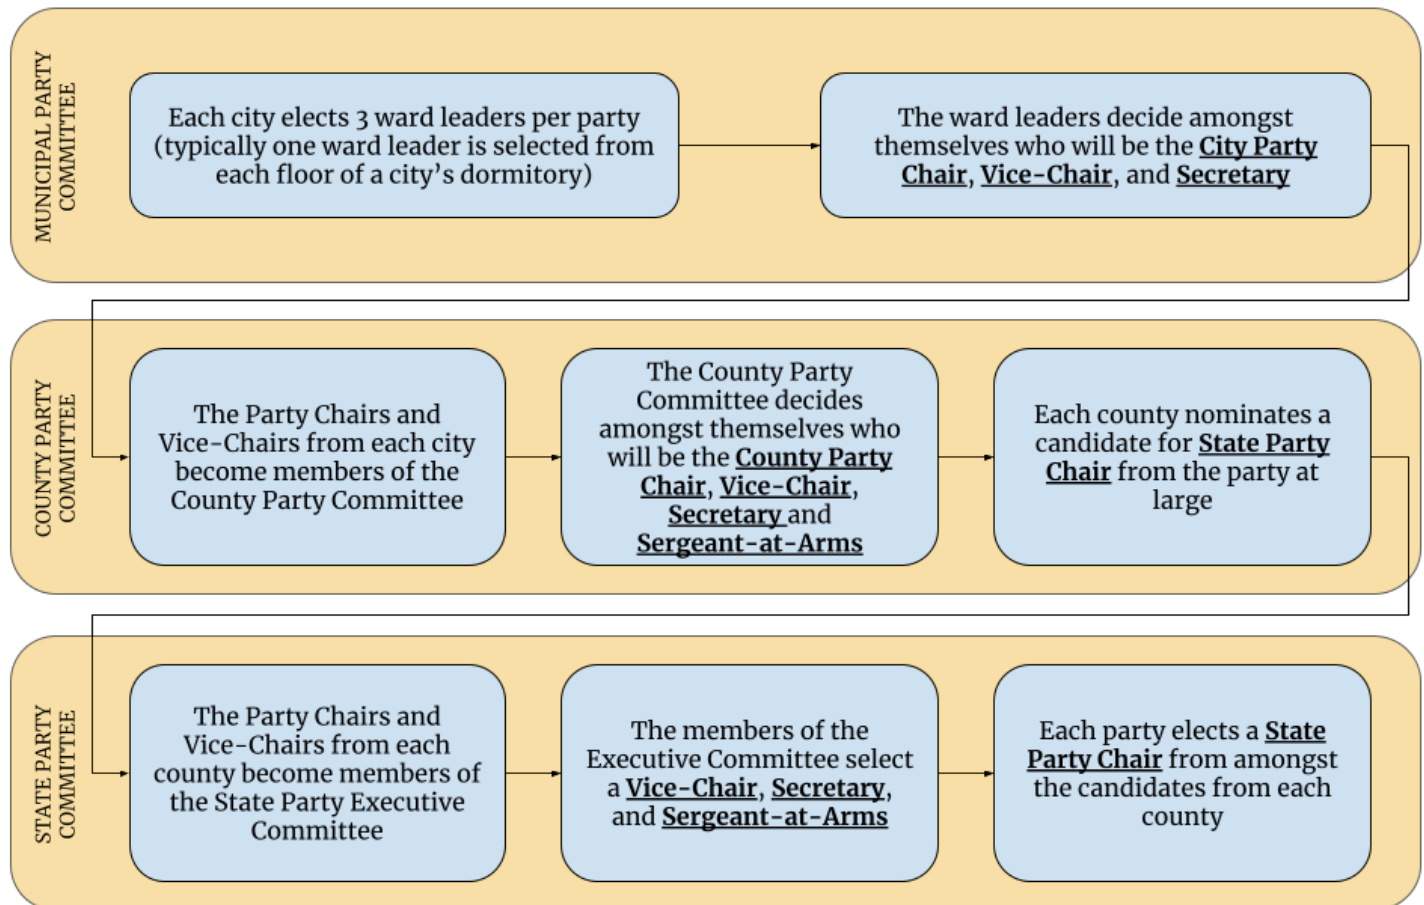 MUNICIPAL PARTY
COMMITTEE
Each city elects 3 ward leaders per party
(typically one ward leader is selected from
each floor of a city’s dormitory)
The ward leaders decide amongst
themselves who will be the City Party
Chair, Vice-Chair, and Secretary
COUNTY PARTY
COMMITTEE
The Party Chairs and
Vice-Chairs from each city
become members of the
County Party Committee
The County Party
Committee decides
amongst themselves who
will be the County Party
Chair, Vice-Chair,
Secretary and
Sergeant-at-Arms
Each county nominates a
candidate for State Party
Chair from the party at
large
STATE PARTY
COMMITTEE
The Party Chairs and
Vice-Chairs from each
county become members of
the State Party Executive
Committee
The members of the
Executive Committee select
a Vice-Chair, Secretary,
and Sergeant-at-Arms
Each party elects a State
Party Chair from amongst
the candidates from each
county